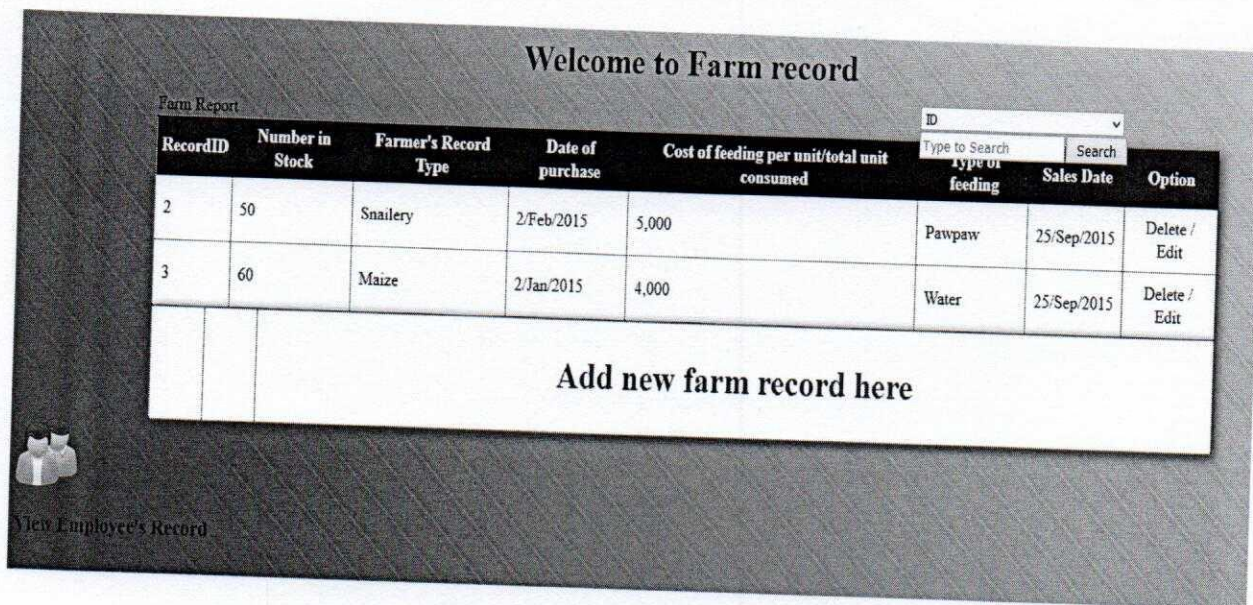 Welcome to Farm record
Farm Report
ID
Type to Search Search
RecordID Number in Stock Farmer's Record Type Date of purchase Cost of feeding per unit/total unit consumed Type of feeding Sales Date Option
2 50 Snailery 2/Feb/2015 5,000 Pawpaw 25/Sep/2015 Delete / Edit
3 60 Maize 2/Jan/2015 4,000 Water 25/Sep/2015 Delete / Edit
Add new farm record here
View Employee's Record